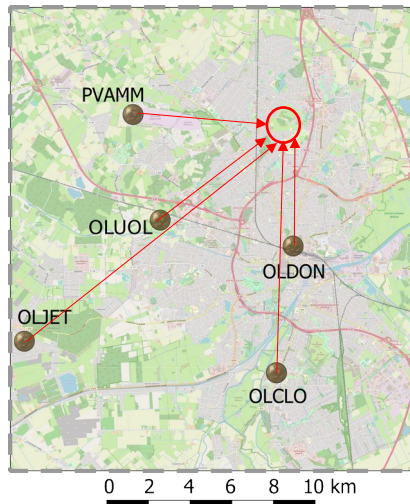 PVAMM
OLUOL
OLDON
OLJET
OLCLO
0 2 4 6 8 10 km